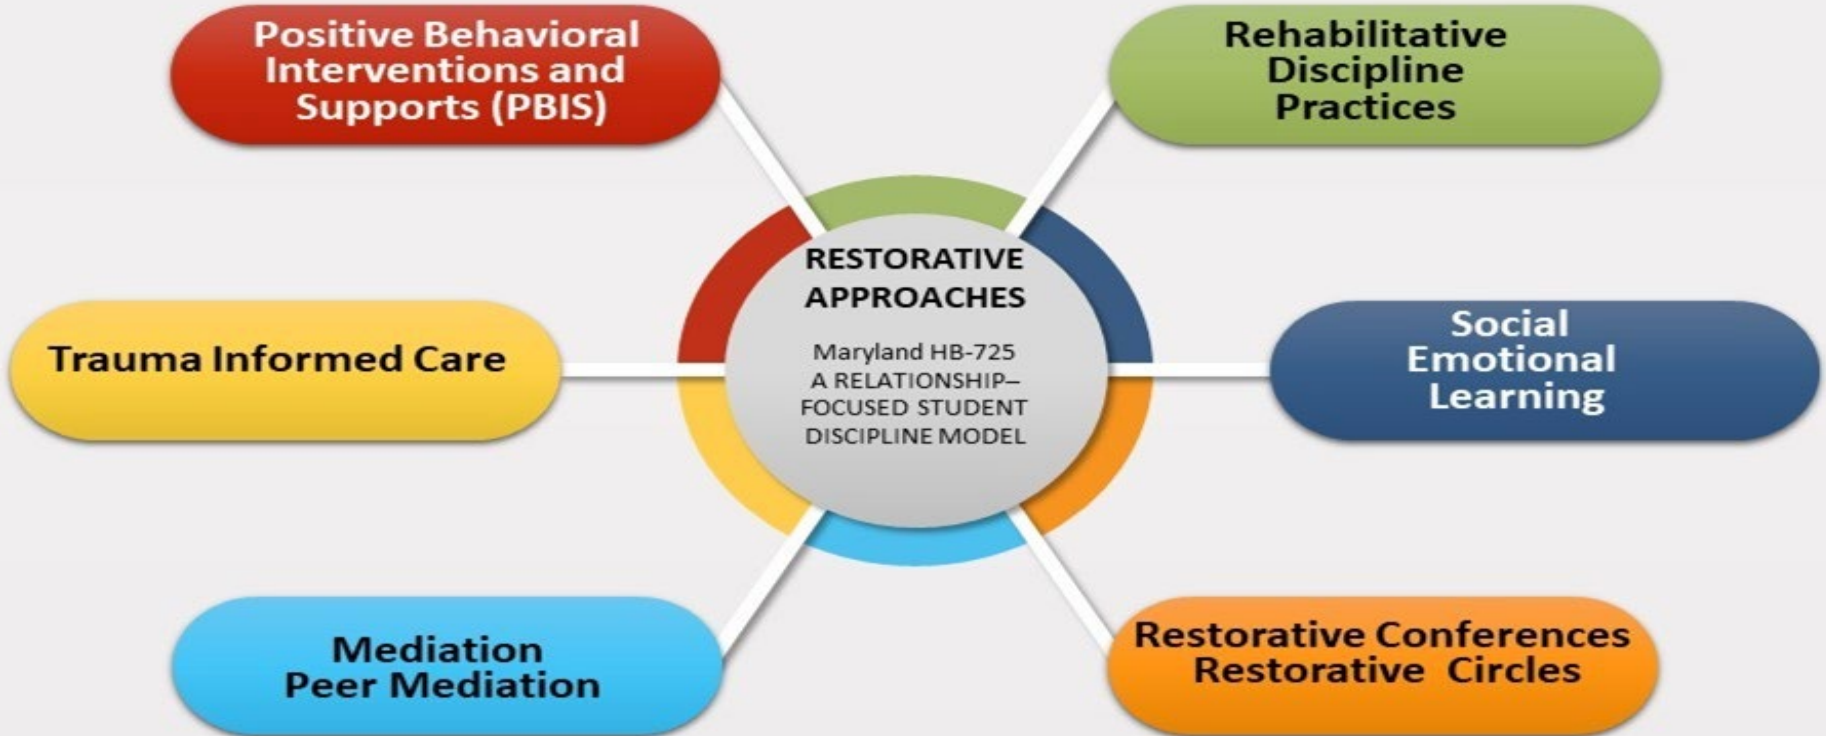 Positive Behavioral
Interventions and
Supports (PBIS)
Rehabilitative
Discipline
Practices
RESTORATIVE
APPROACHES
Maryland HB-725
A RELATIONSHIP–
FOCUSED STUDENT
DISCIPLINE MODEL
Trauma Informed Care
Social
Emotional
Learning
Mediation
Peer Mediation
Restorative Conferences
Restorative Circles